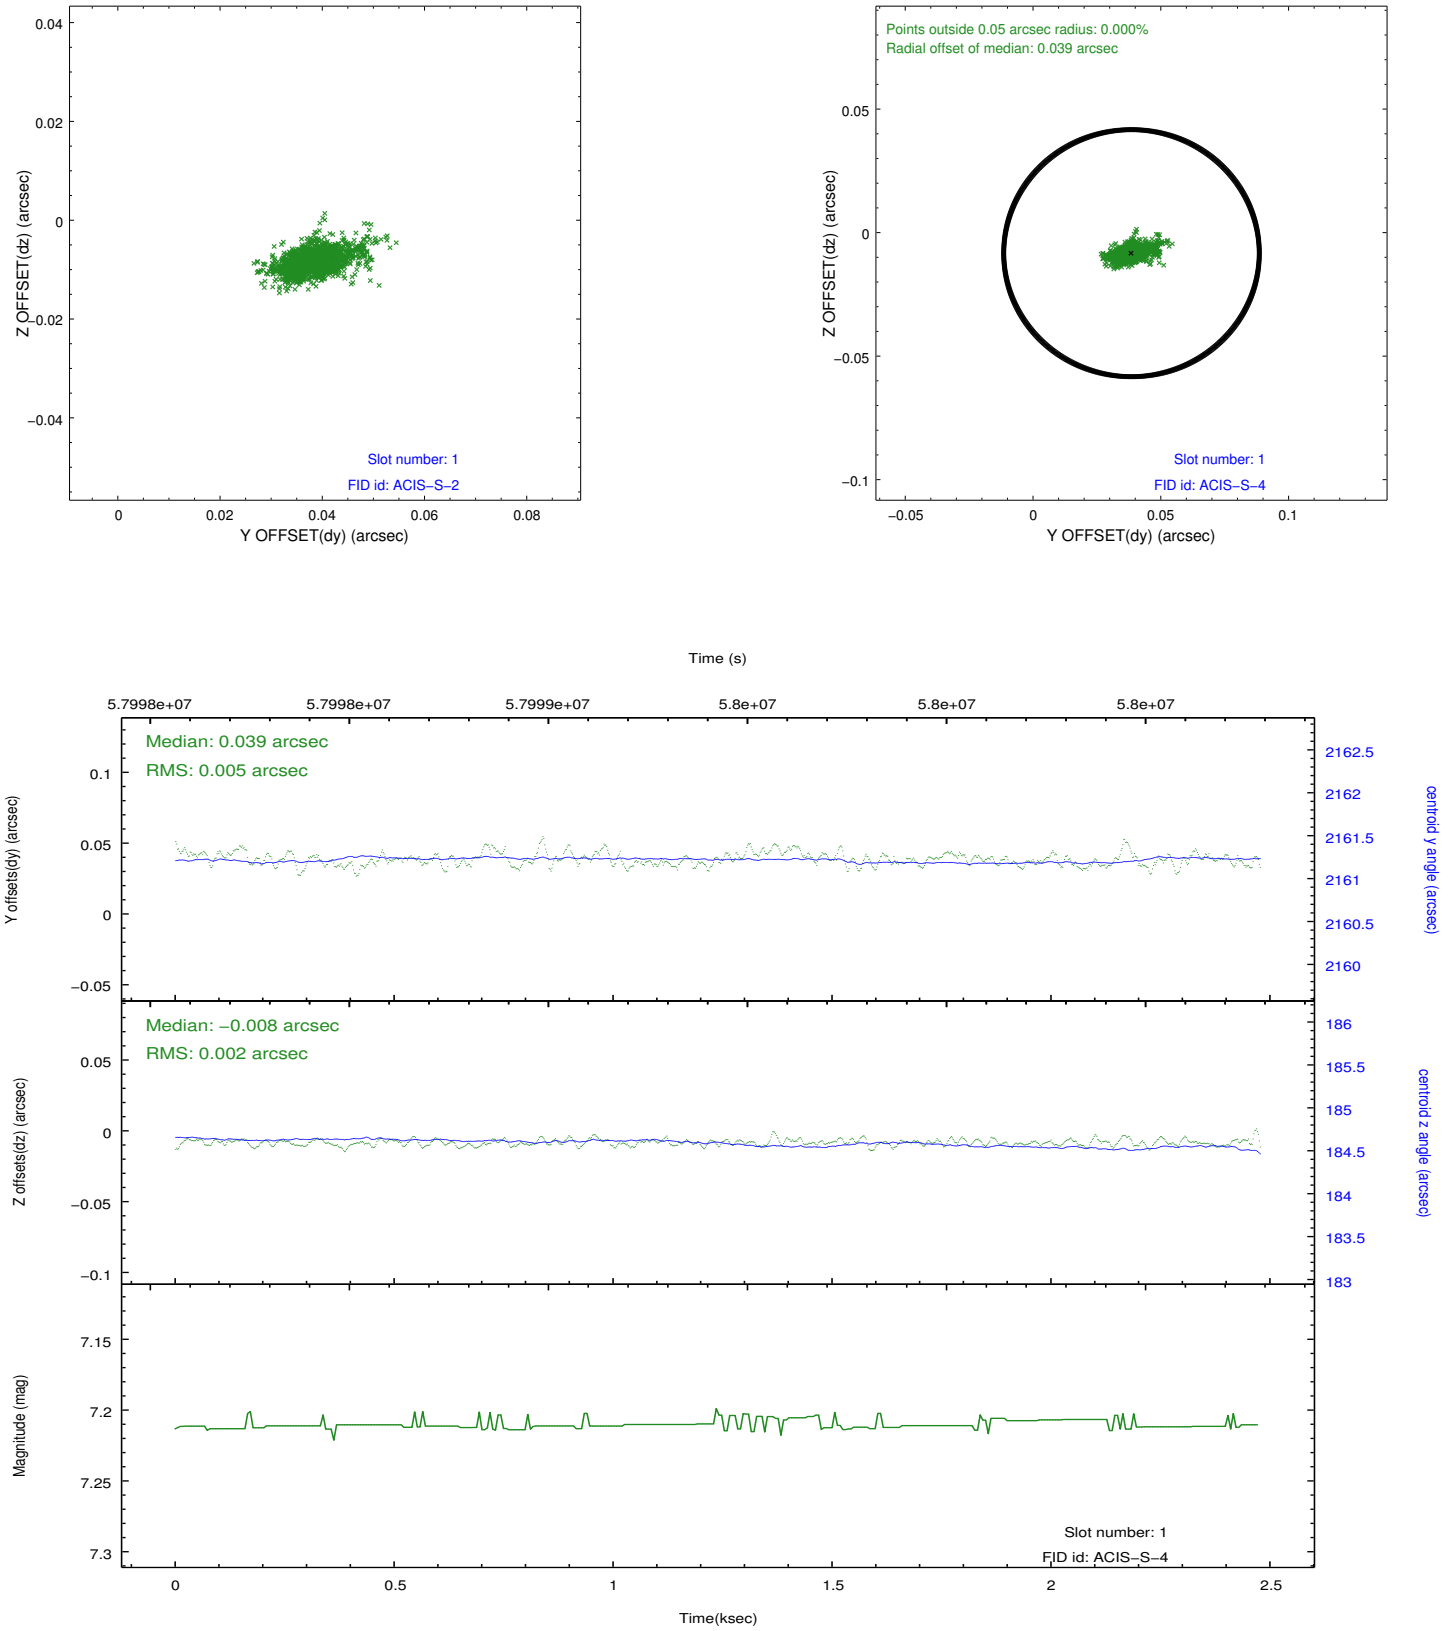 0.04
0.02
0
−0.02
−0.04
Z OFFSET(dz) (arcsec)
Slot number: 1
FID id: ACIS−S−2
0
0.02
0.04
0.06
0.08
Y OFFSET(dy) (arcsec)
Points outside 0.05 arcsec radius: 0.000%
Radial offset of median: 0.039 arcsec
0.05
0
−0.05
−0.1
Z OFFSET(dz) (arcsec)
Slot number: 1
FID id: ACIS−S−4
−0.05
0
0.05
0.1
Y OFFSET(dy) (arcsec)
Time (s)
5.7998e+07
5.7998e+07
5.7999e+07
5.8e+07
5.8e+07
5.8e+07
Median: 0.039 arcsec
RMS: 0.005 arcsec
0.1
0.05
0
−0.05
Y offsets(dy) (arcsec)
2162.5
2162
2161.5
2161
2160.5
2160
centroid y angle (arcsec)
Median: −0.008 arcsec
RMS: 0.002 arcsec
0.05
0
−0.05
−0.1
Z offsets(dz) (arcsec)
186
185.5
185
184.5
184
183.5
183
centroid z angle (arcsec)
7.15
7.2
7.25
7.3
Magnitude (mag)
Slot number: 1
FID id: ACIS−S−4
0
0.5
1
1.5
2
2.5
Time(ksec)